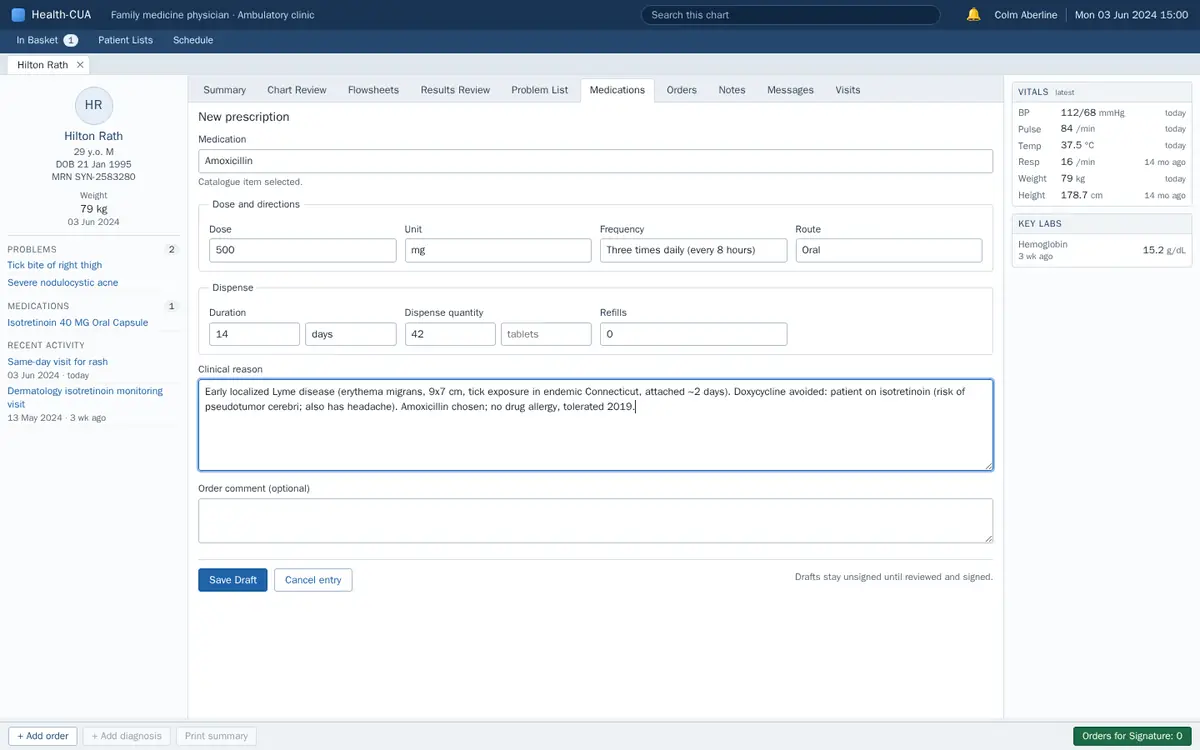 Health-CUA
Family medicine physician · Ambulatory clinic
Search this chart
Colm Aberline
Mon 03 Jun 2024 15:00
In Basket 1
Patient Lists
Schedule
Hilton Rath ✕
HR
Hilton Rath
29 y.o. M
DOB 21 Jan 1995
MRN SYN-2583280
Weight
79 kg
03 Jun 2024
PROBLEMS 2
Tick bite of right thigh
Severe nodulocystic acne
MEDICATIONS 1
Isotretinoin 40 MG Oral Capsule
RECENT ACTIVITY
Same-day visit for rash
03 Jun 2024 · today
Dermatology isotretinoin monitoring
visit
13 May 2024 · 3 wk ago
Summary
Chart Review
Flowsheets
Results Review
Problem List
Medications
Orders
Notes
Messages
Visits
New prescription
Medication
Amoxicillin
Catalogue item selected.
Dose and directions
Dose
Unit
Frequency
Route
500
mg
Three times daily (every 8 hours)
Oral
Dispense
Duration
Dispense quantity
Refills
14
days
42
tablets
0
Clinical reason
Early localized Lyme disease (erythema migrans, 9x7 cm, tick exposure in endemic Connecticut, attached ~2 days). Doxycycline avoided: patient on isotretinoin (risk of
pseudotumor cerebri; also has headache). Amoxicillin chosen; no drug allergy, tolerated 2019.
Order comment (optional)
Save Draft
Cancel entry
Drafts stay unsigned until reviewed and signed.
VITALS latest
BP 112/68 mmHg today
Pulse 84 /min today
Temp 37.5 °C today
Resp 16 /min 14 mo ago
Weight 79 kg today
Height 178.7 cm 14 mo ago
KEY LABS
Hemoglobin
3 wk ago
15.2 g/dL
+ Add order
+ Add diagnosis
Print summary
Orders for Signature: 0